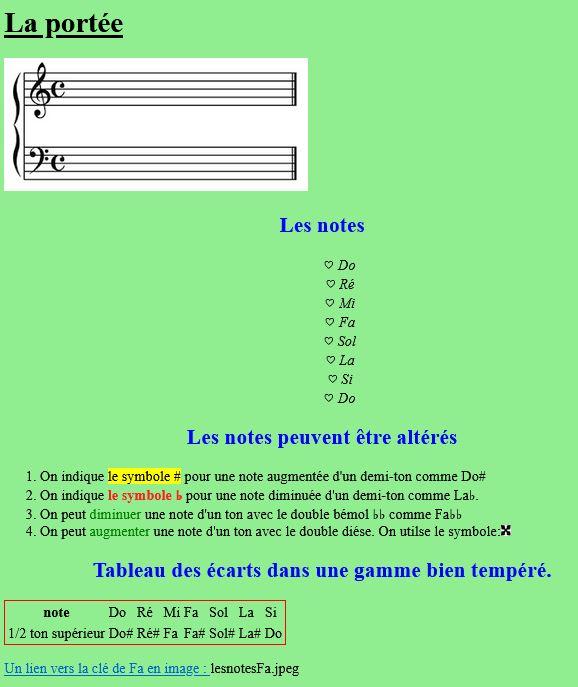 La portée
Les notes
♡ Do
♡ Ré
♡ Mi
♡ Fa
♡ Sol
♡ La
♡ Si
♡ Do
Les notes peuvent être altérés
1. On indique le symbole # pour une note augmentée d'un demi-ton comme Do#
2. On indique le symbole ♭ pour une note diminuée d'un demi-ton comme La♭.
3. On peut diminuer une note d'un ton avec le double bémol ♭♭ comme Fa♭♭
4. On peut augmenter une note d'un ton avec le double diése. On utilse le symbole:𝄪
Tableau des écarts dans une gamme bien tempéré.
note Do Ré Mi Fa Sol La Si
1/2 ton supérieur Do# Ré# Fa Fa# Sol# La# Do
Un lien vers la clé de Fa en image : lesnotesFa.jpeg